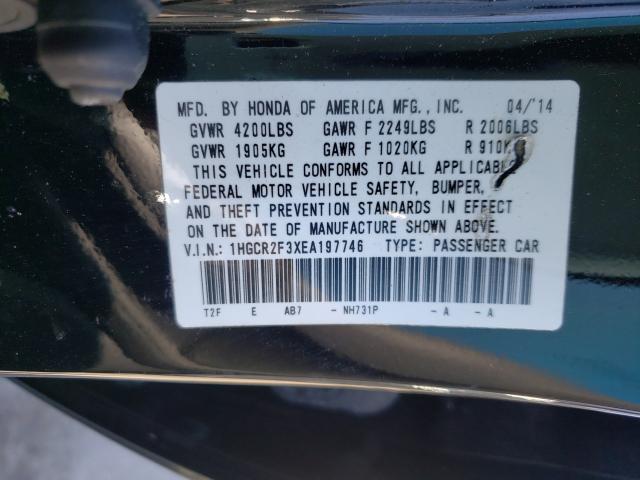 MFD. BY HONDA OF AMERICA MFG.,INC. 04/'14
GVWR 4200LBS GAWR F 2249LBS R 2006LBS
GVWR 1905KG GAWR F 1020KG R 910KG
THIS VEHICLE CONFORMS TO ALL APPLICABLE
FEDERAL MOTOR VEHICLE SAFETY, BUMPER,
AND THEFT PREVENTION STANDARDS IN EFFECT
ON THE DATE OF MANUFACTURE SHOWN ABOVE.
V.I.N.: 1HGCR2F3XEA197746 TYPE: PASSENGER CAR
T2F E AB7 - NH731P - A - A